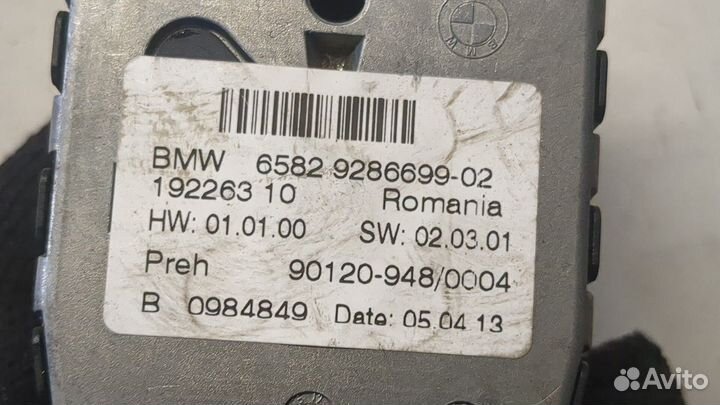 BMW
BMW 6582 9286699-02
192263 10 Romania
HW: 01.01.00 SW: 02.03.01
Preh 90120-948/0004
B 0984849 Date: 05.04.13
Avito